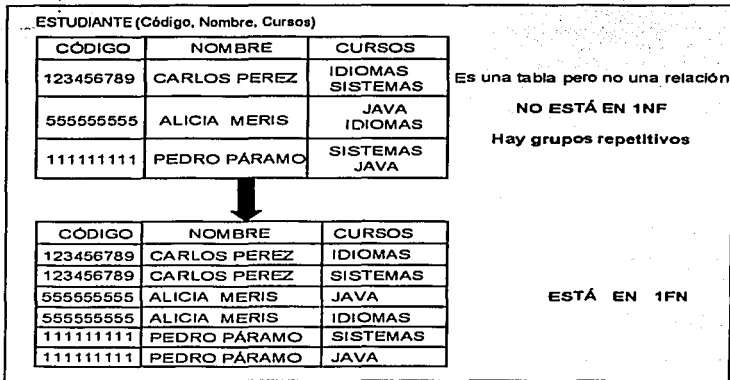 ESTUDIANTE (Código, Nombre, Cursos)
CÓDIGO NOMBRE CURSOS
123456789 CARLOS PEREZ IDIOMAS
SISTEMAS
555555555 ALICIA MERIS JAVA
IDIOMAS
111111111 PEDRO PÁRAMO SISTEMAS
JAVA
Es una tabla pero no una relación
NO ESTÁ EN 1NF
Hay grupos repetitivos
CÓDIGO NOMBRE CURSOS
123456789 CARLOS PEREZ IDIOMAS
123456789 CARLOS PEREZ SISTEMAS
555555555 ALICIA MERIS JAVA
555555555 ALICIA MERIS IDIOMAS
111111111 PEDRO PÁRAMO SISTEMAS
111111111 PEDRO PÁRAMO JAVA
ESTÁ EN 1FN